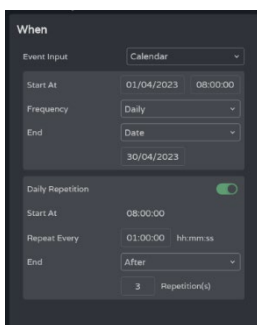 When
Event Input Calendar
Start At 01/04/2023 08:00:00
Frequency Daily
End Date
30/04/2023
Daily Repetition
Start At 08:00:00
Repeat Every 01:00:00 hh:mm:ss
End After
3 Repetition(s)